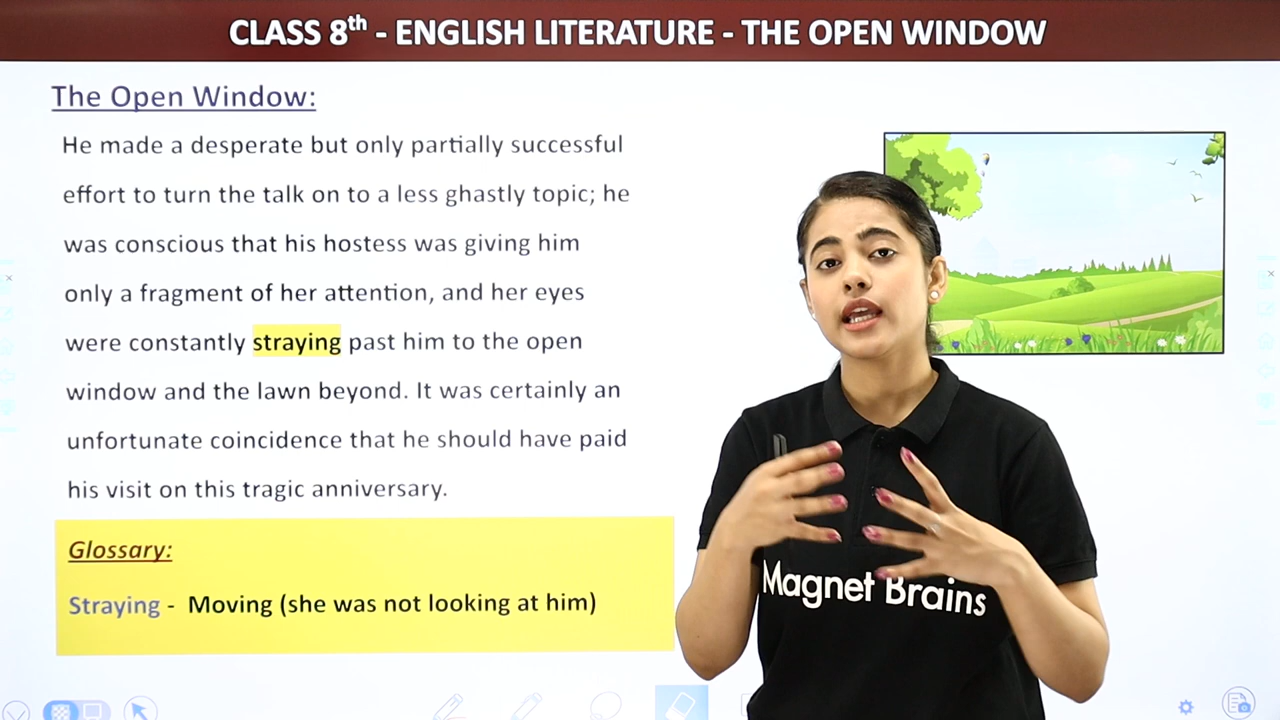 CLASS 8th - ENGLISH LITERATURE - THE OPEN WINDOW
The Open Window:
He made a desperate but only partially successful
effort to turn the talk on to a less ghastly topic; he
was conscious that his hostess was giving him
only a fragment of her attention, and her eyes
were constantly straying past him to the open
window and the lawn beyond. It was certainly an
unfortunate coincidence that he should have paid
his visit on this tragic anniversary.
Glossary:
Straying - Moving (she was not looking at him)
Magnet Brains